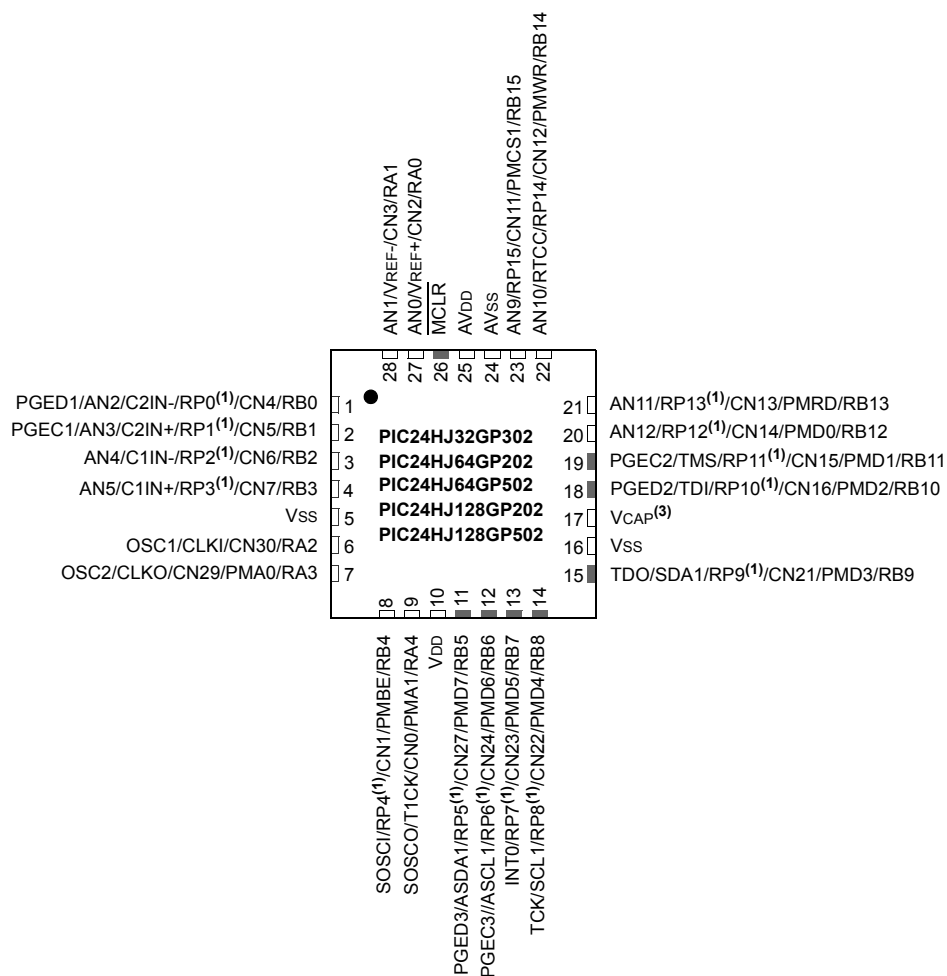 AN1/VREF-/CN3/RA1
AN0/VREF+/CN2/RA0
MCLR
AVDD
AVSS
AN9/RP15/CN11/PMCS1/RB15
AN10/RTCC/RP14/CN12/PMWR/RB14
28
27
26
25
24
23
22
PGED1/AN2/C2IN-/RP0(1)/CN4/RB0
1
PGEC1/AN3/C2IN+/RP1(1)/CN5/RB1
2
AN4/C1IN-/RP2(1)/CN6/RB2
3
AN5/C1IN+/RP3(1)/CN7/RB3
4
VSS
5
OSC1/CLKI/CN30/RA2
6
OSC2/CLKO/CN29/PMA0/RA3
7
PIC24HJ32GP302
PIC24HJ64GP202
PIC24HJ64GP502
PIC24HJ128GP202
PIC24HJ128GP502
21
AN11/RP13(1)/CN13/PMRD/RB13
20
AN12/RP12(1)/CN14/PMD0/RB12
19
PGEC2/TMS/RP11(1)/CN15/PMD1/RB11
18
PGED2/TDI/RP10(1)/CN16/PMD2/RB10
17
VCAP(3)
16
VSS
15
TDO/SDA1/RP9(1)/CN21/PMD3/RB9
8
9
10
11
12
13
14
SOSCI/RP4(1)/CN1/PMBE/RB4
SOSCO/T1CK/CN0/PMA1/RA4
VDD
PGED3/ASDA1/RP5(1)/CN27/PMD7/RB5
PGEC3//ASCL1/RP6(1)/CN24/PMD6/RB6
INT0/RP7(1)/CN23/PMD5/RB7
TCK/SCL1/RP8(1)/CN22/PMD4/RB8